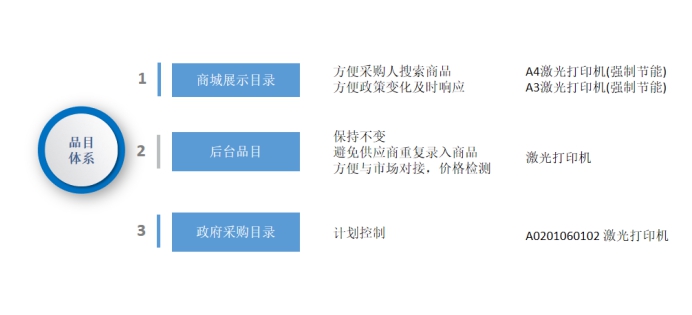 品目
体系
1
商城展示目录
方便采购人搜索商品
方便政策变化及时响应
A4激光打印机(强制节能)
A3激光打印机(强制节能)
2
后台品目
保持不变
避免供应商重复录入商品
方便与市场对接，价格检测
激光打印机
3
政府采购目录
计划控制
A0201060102 激光打印机